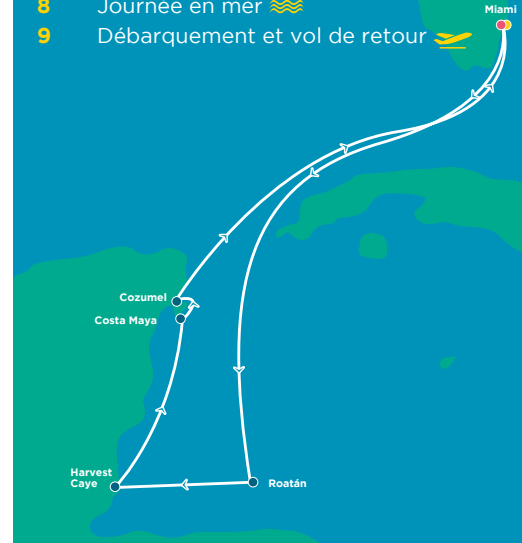 8 Journée en mer
9 Débarquement et vol de retour
Miami
Cozumel
Costa Maya
Harvest
Caye
Roatán